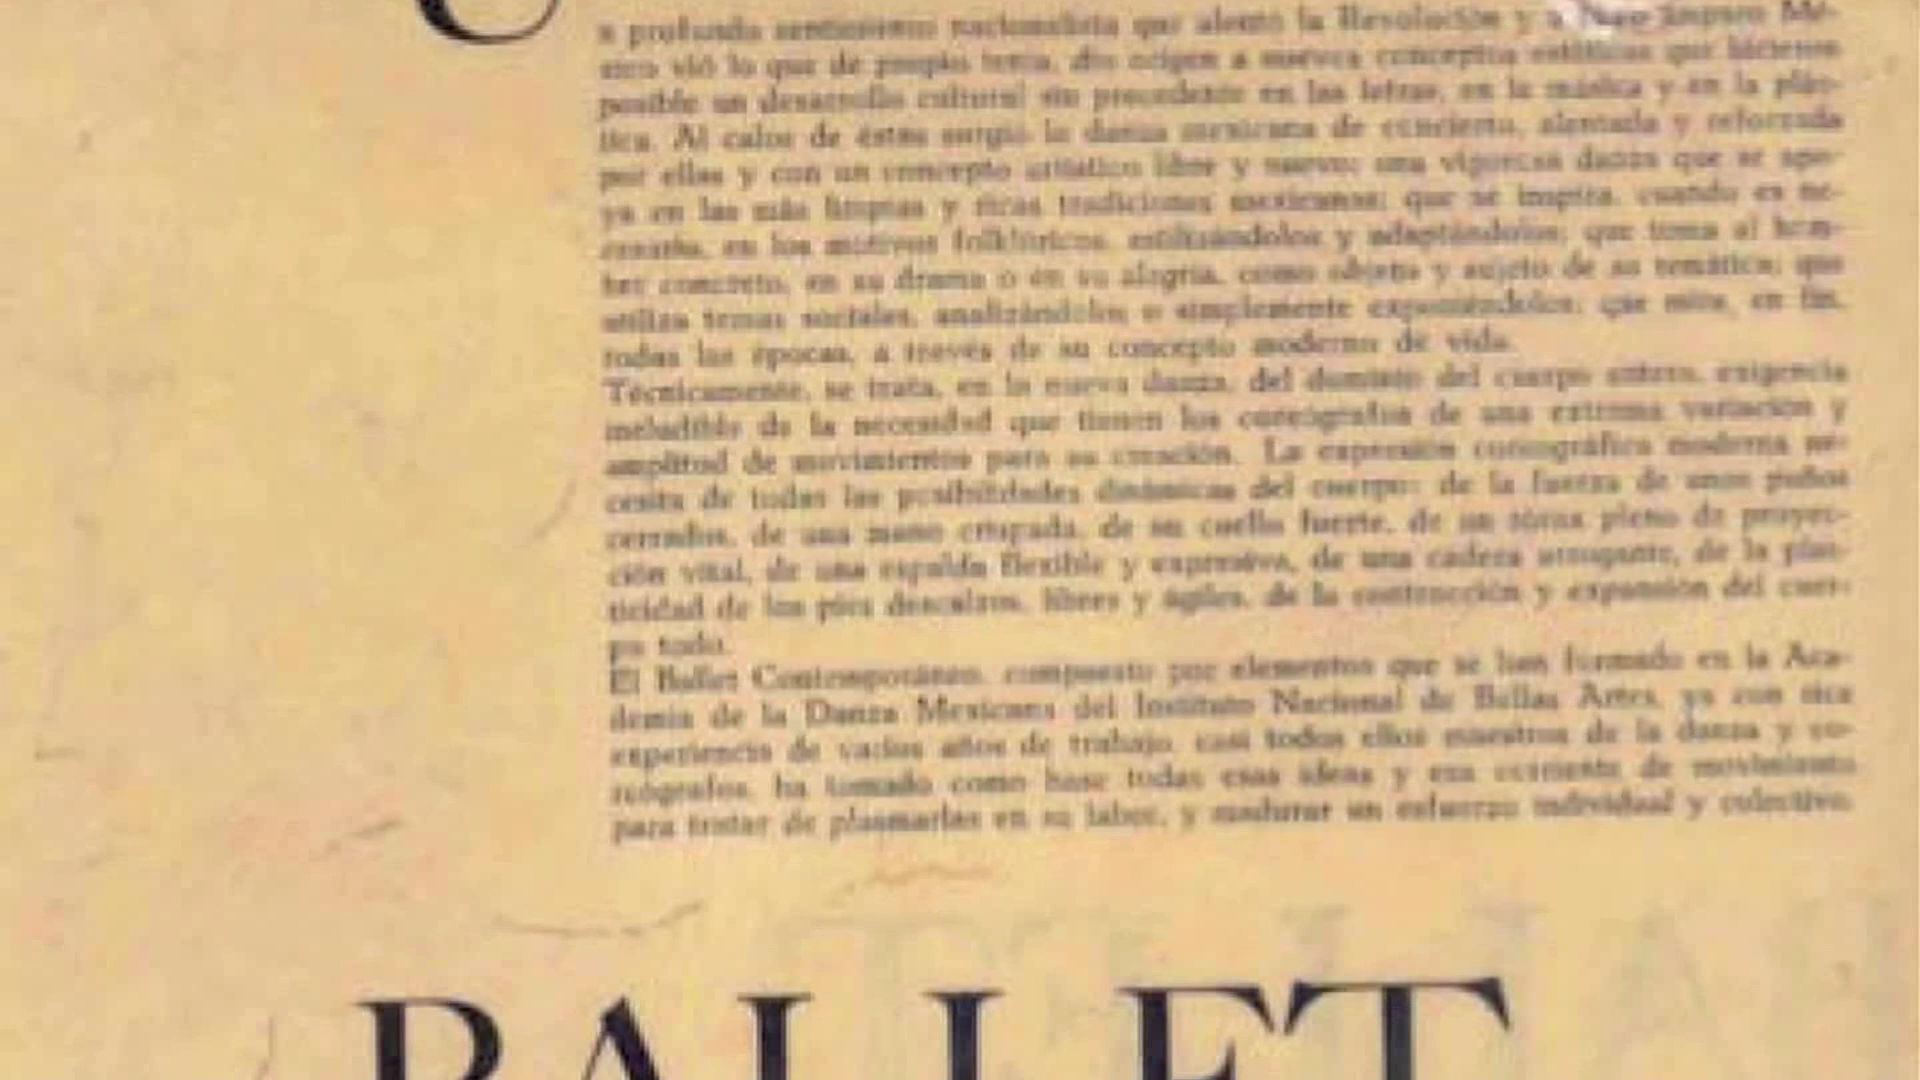 U
n profundo sentimiento nacionalista que alentó la Revolución y a cuyo amparo Mé-
xico vió lo que de propio tenía, dio origen a nuevos conceptos estéticos que hicieron
posible un desarrollo cultural sin precedente en las letras, en la música y en la plás-
tica. Al calor de éstas surgió la danza mexicana de concierto, alentada y reforzada
por ellas y con un concepto artístico libre y nuevo; una vigorosa danza que se apo-
ya en las más limpias y ricas tradiciones mexicanas; que se inspira, cuando es ne-
cesario, en los motivos folklóricos, estilizándolos y adaptándolos; que toma al hom-
bre concreto, en su drama o en su alegría, como objeto y sujeto de su temática; que
utiliza temas sociales, analizándolos o simplemente exponiéndolos; que mira, en fin,
todas las épocas, a través de su concepto moderno de vida.
Técnicamente, se trata, en la nueva danza, del dominio del cuerpo entero, exigencia
ineludible de la necesidad que tienen los coreógrafos de una extrema variación y
amplitud de movimientos para su creación. La expresión coreográfica moderna ne-
cesita de todas las posibilidades dinámicas del cuerpo: de la fuerza de unos puños
cerrados, de una mano crispada, de un cuello fuerte, de un tórax pleno de proyec-
ción vital, de una espalda flexible y expresiva, de una cadera arrogante, de la plas-
ticidad de los pies descalzos, libres y ágiles, de la contracción y expansión del cuer-
po todo.
El Ballet Contemporáneo, compuesto por elementos que se han formado en la Aca-
demia de la Danza Mexicana del Instituto Nacional de Bellas Artes, ya con rica
experiencia de varios años de trabajo, casi todos ellos maestros de la danza y co-
reógrafos, ha tomado como base todas esas ideas y esa corriente de movimiento
para tratar de plasmarlas en su labor, y madurar un esfuerzo individual y colectivo.
BALLET